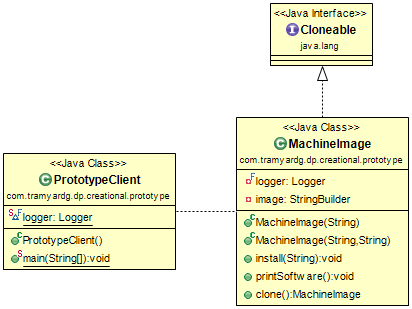 <<Java Interface>>
Cloneable
java.lang
<<Java Class>>
MachineImage
com.tramyardg.dp.creational.prototype
logger: Logger
image: StringBuilder
MachineImage(String)
MachineImage(String,String)
install(String):void
printSoftware():void
clone():MachineImage
<<Java Class>>
PrototypeClient
com.tramyardg.dp.creational.prototype
logger: Logger
PrototypeClient()
main(String[]):void